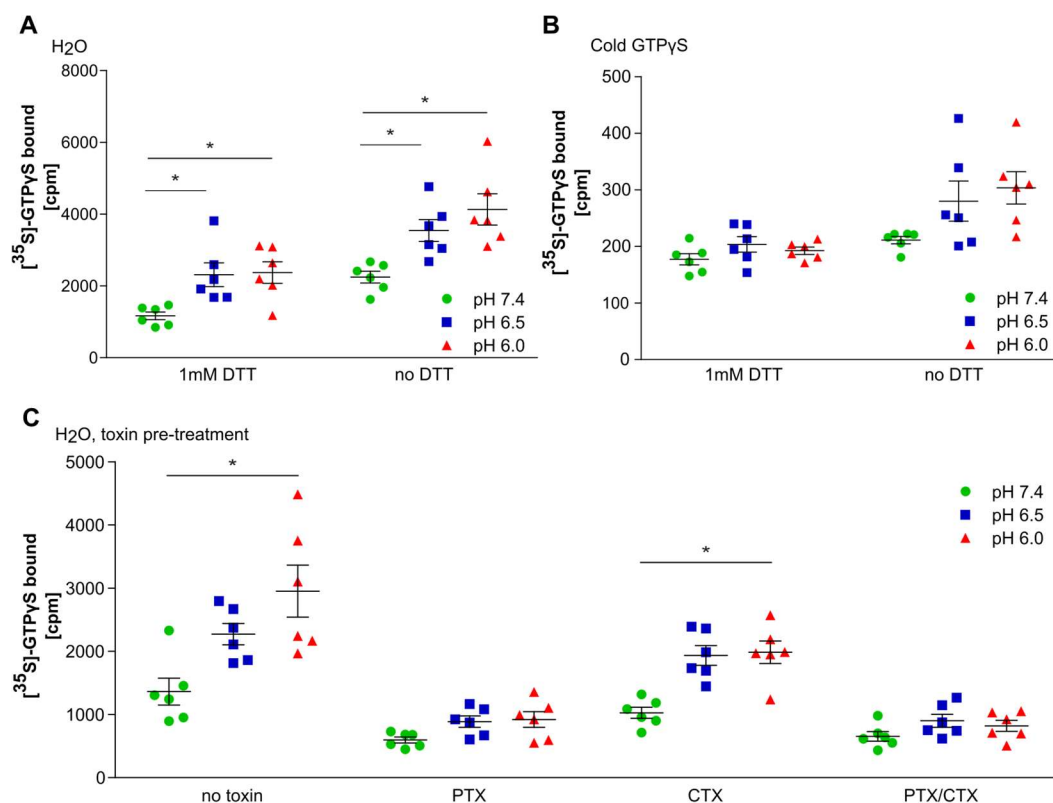 A
H2O
[35S]-GTPγS bound
[cpm]
8000
6000
4000
2000
0
*
*
*
*
pH 7.4
pH 6.5
pH 6.0
1mM DTT
no DTT
B
Cold GTPγS
[35S]-GTPγS bound
[cpm]
500
400
300
200
100
0
pH 7.4
pH 6.5
pH 6.0
1mM DTT
no DTT
C
H2O, toxin pre-treatment
[35S]-GTPγS bound
[cpm]
5000
4000
3000
2000
1000
0
*
*
pH 7.4
pH 6.5
pH 6.0
no toxin
PTX
CTX
PTX/CTX